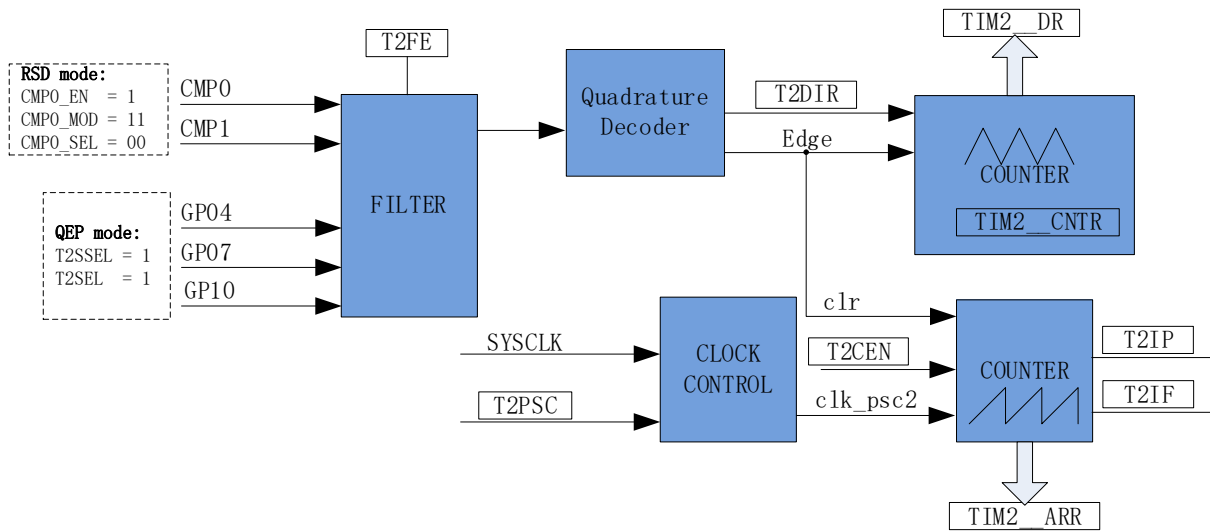 TIM2__DR
T2FE
RSD mode:
CMP0_EN = 1
CMP0_MOD = 11
CMP0_SEL = 00
CMP0
CMP1
FILTER
Quadrature
Decoder
T2DIR
Edge
COUNTER
TIM2__CNTR
QEP mode:
T2SSEL = 1
T2SEL = 1
GP04
GP07
GP10
SYSCLK
T2PSC
CLOCK
CONTROL
clr
T2CEN
clk_psc2
COUNTER
T2IP
T2IF
TIM2__ARR